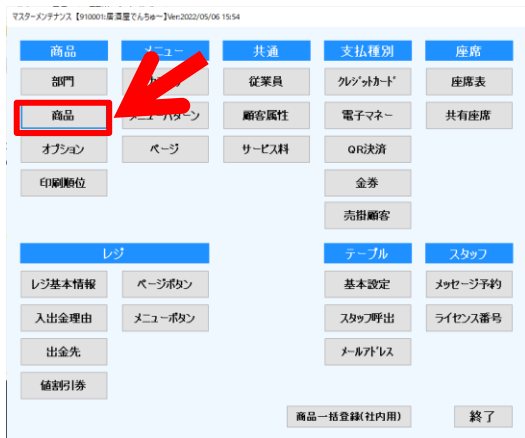 マスターメンテナンス【910001:居酒屋でんちゅ～】Ver:2022/05/06 15:54
商品
メニュー
共通
支払種別
座席
部門
従業員
クレジットカード
座席表
商品
メニューパターン
顧客属性
電子マネー
共有座席
オプション
ページ
サービス料
QR決済
印刷順位
金券
売掛顧客
レジ
テーブル
スタッフ
レジ基本情報
ページボタン
基本設定
メッセージ予約
入出金理由
メニューボタン
スタッフ呼出
ライセンス番号
出金先
メールアドレス
値割引券
商品一括登録(社内用)
終了